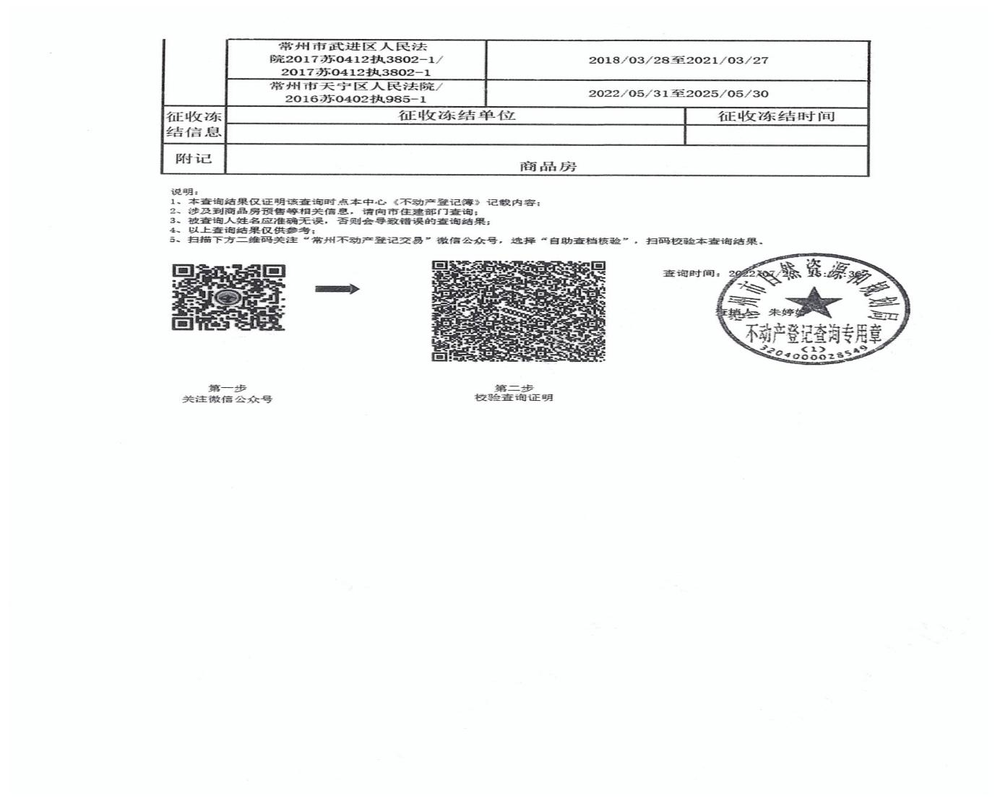 常州市武进区人民法
院2017苏0412执3802-1/
2017苏0412执3802-1
2018/03/28至2021/03/27
常州市天宁区人民法院/
2016苏0402执985-1
2022/05/31至2025/05/30
征收冻
结信息
征收冻结单位
征收冻结时间
附记
商品房
说明：
1、本查询结果仅证明该查询时点本中心《不动产登记簿》记载内容；
2、涉及到商品房预售等相关信息，请向市住建部门查询；
3、被查询人姓名应准确无误，否则会导致错误的查询结果；
4、以上查询结果仅供参考；
5、扫描下方二维码关注“常州不动产登记交易”微信公众号，选择“自助查档核验”，扫码校验本查询结果。
查询时间：2022/07/2
常州市自然资源和规划局
朱婷
不动产登记查询专用章
(1)
3204000028549
第一步
关注微信公众号
第二步
校验查询证明